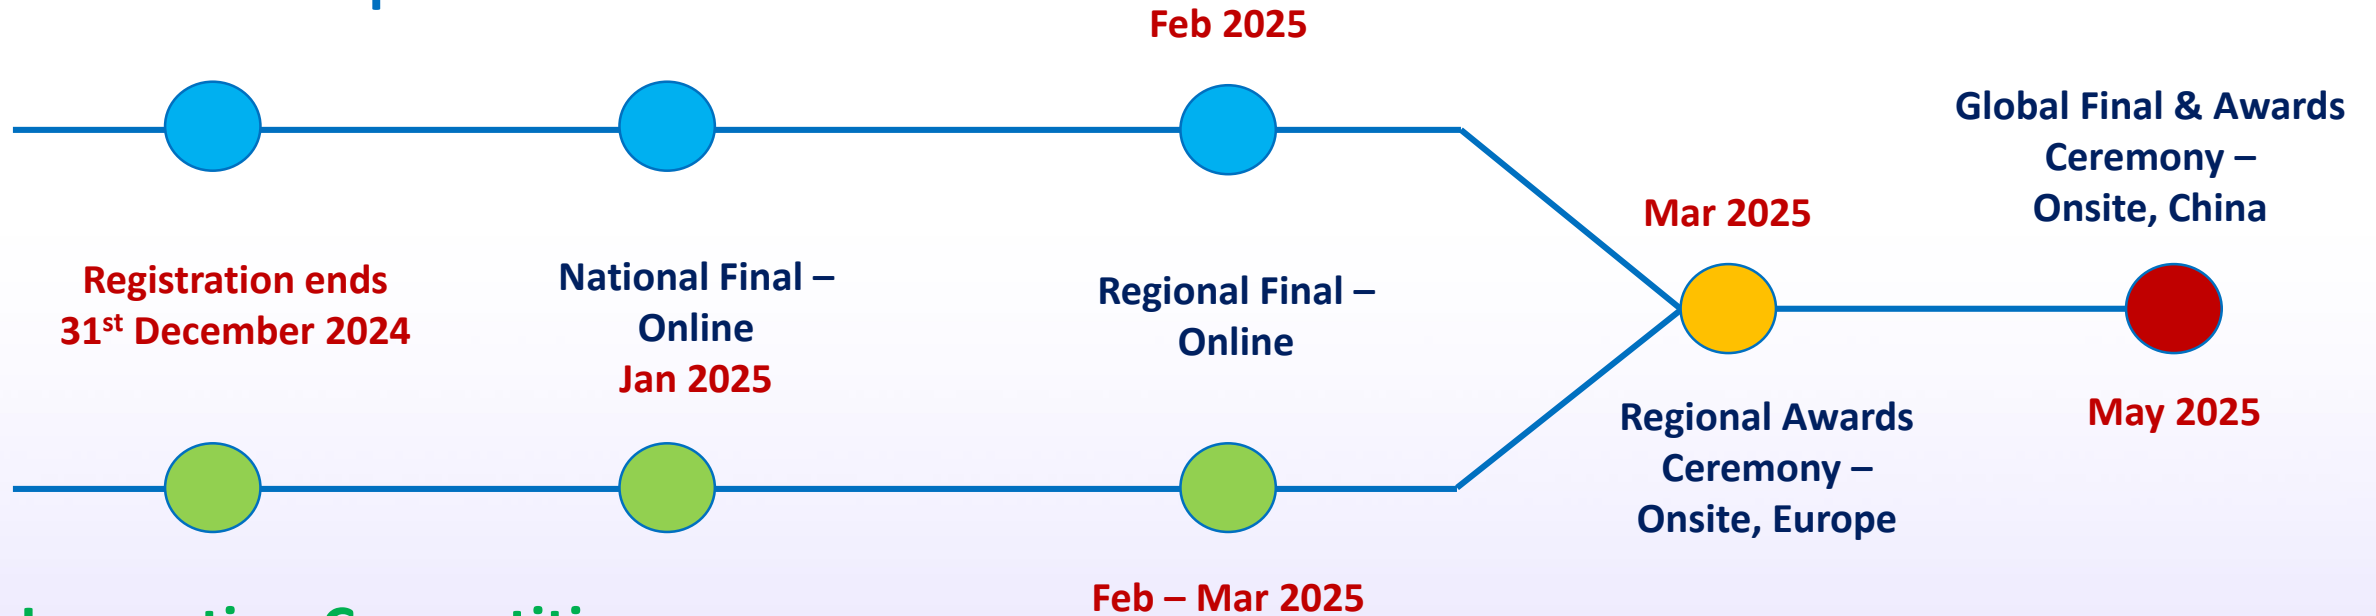 Feb 2025
Registration ends
31st December 2024
National Final –
Online
Jan 2025
Regional Final –
Online
Feb – Mar 2025
Mar 2025
Regional Awards
Ceremony –
Onsite, Europe
Global Final & Awards
Ceremony –
Onsite, China
May 2025